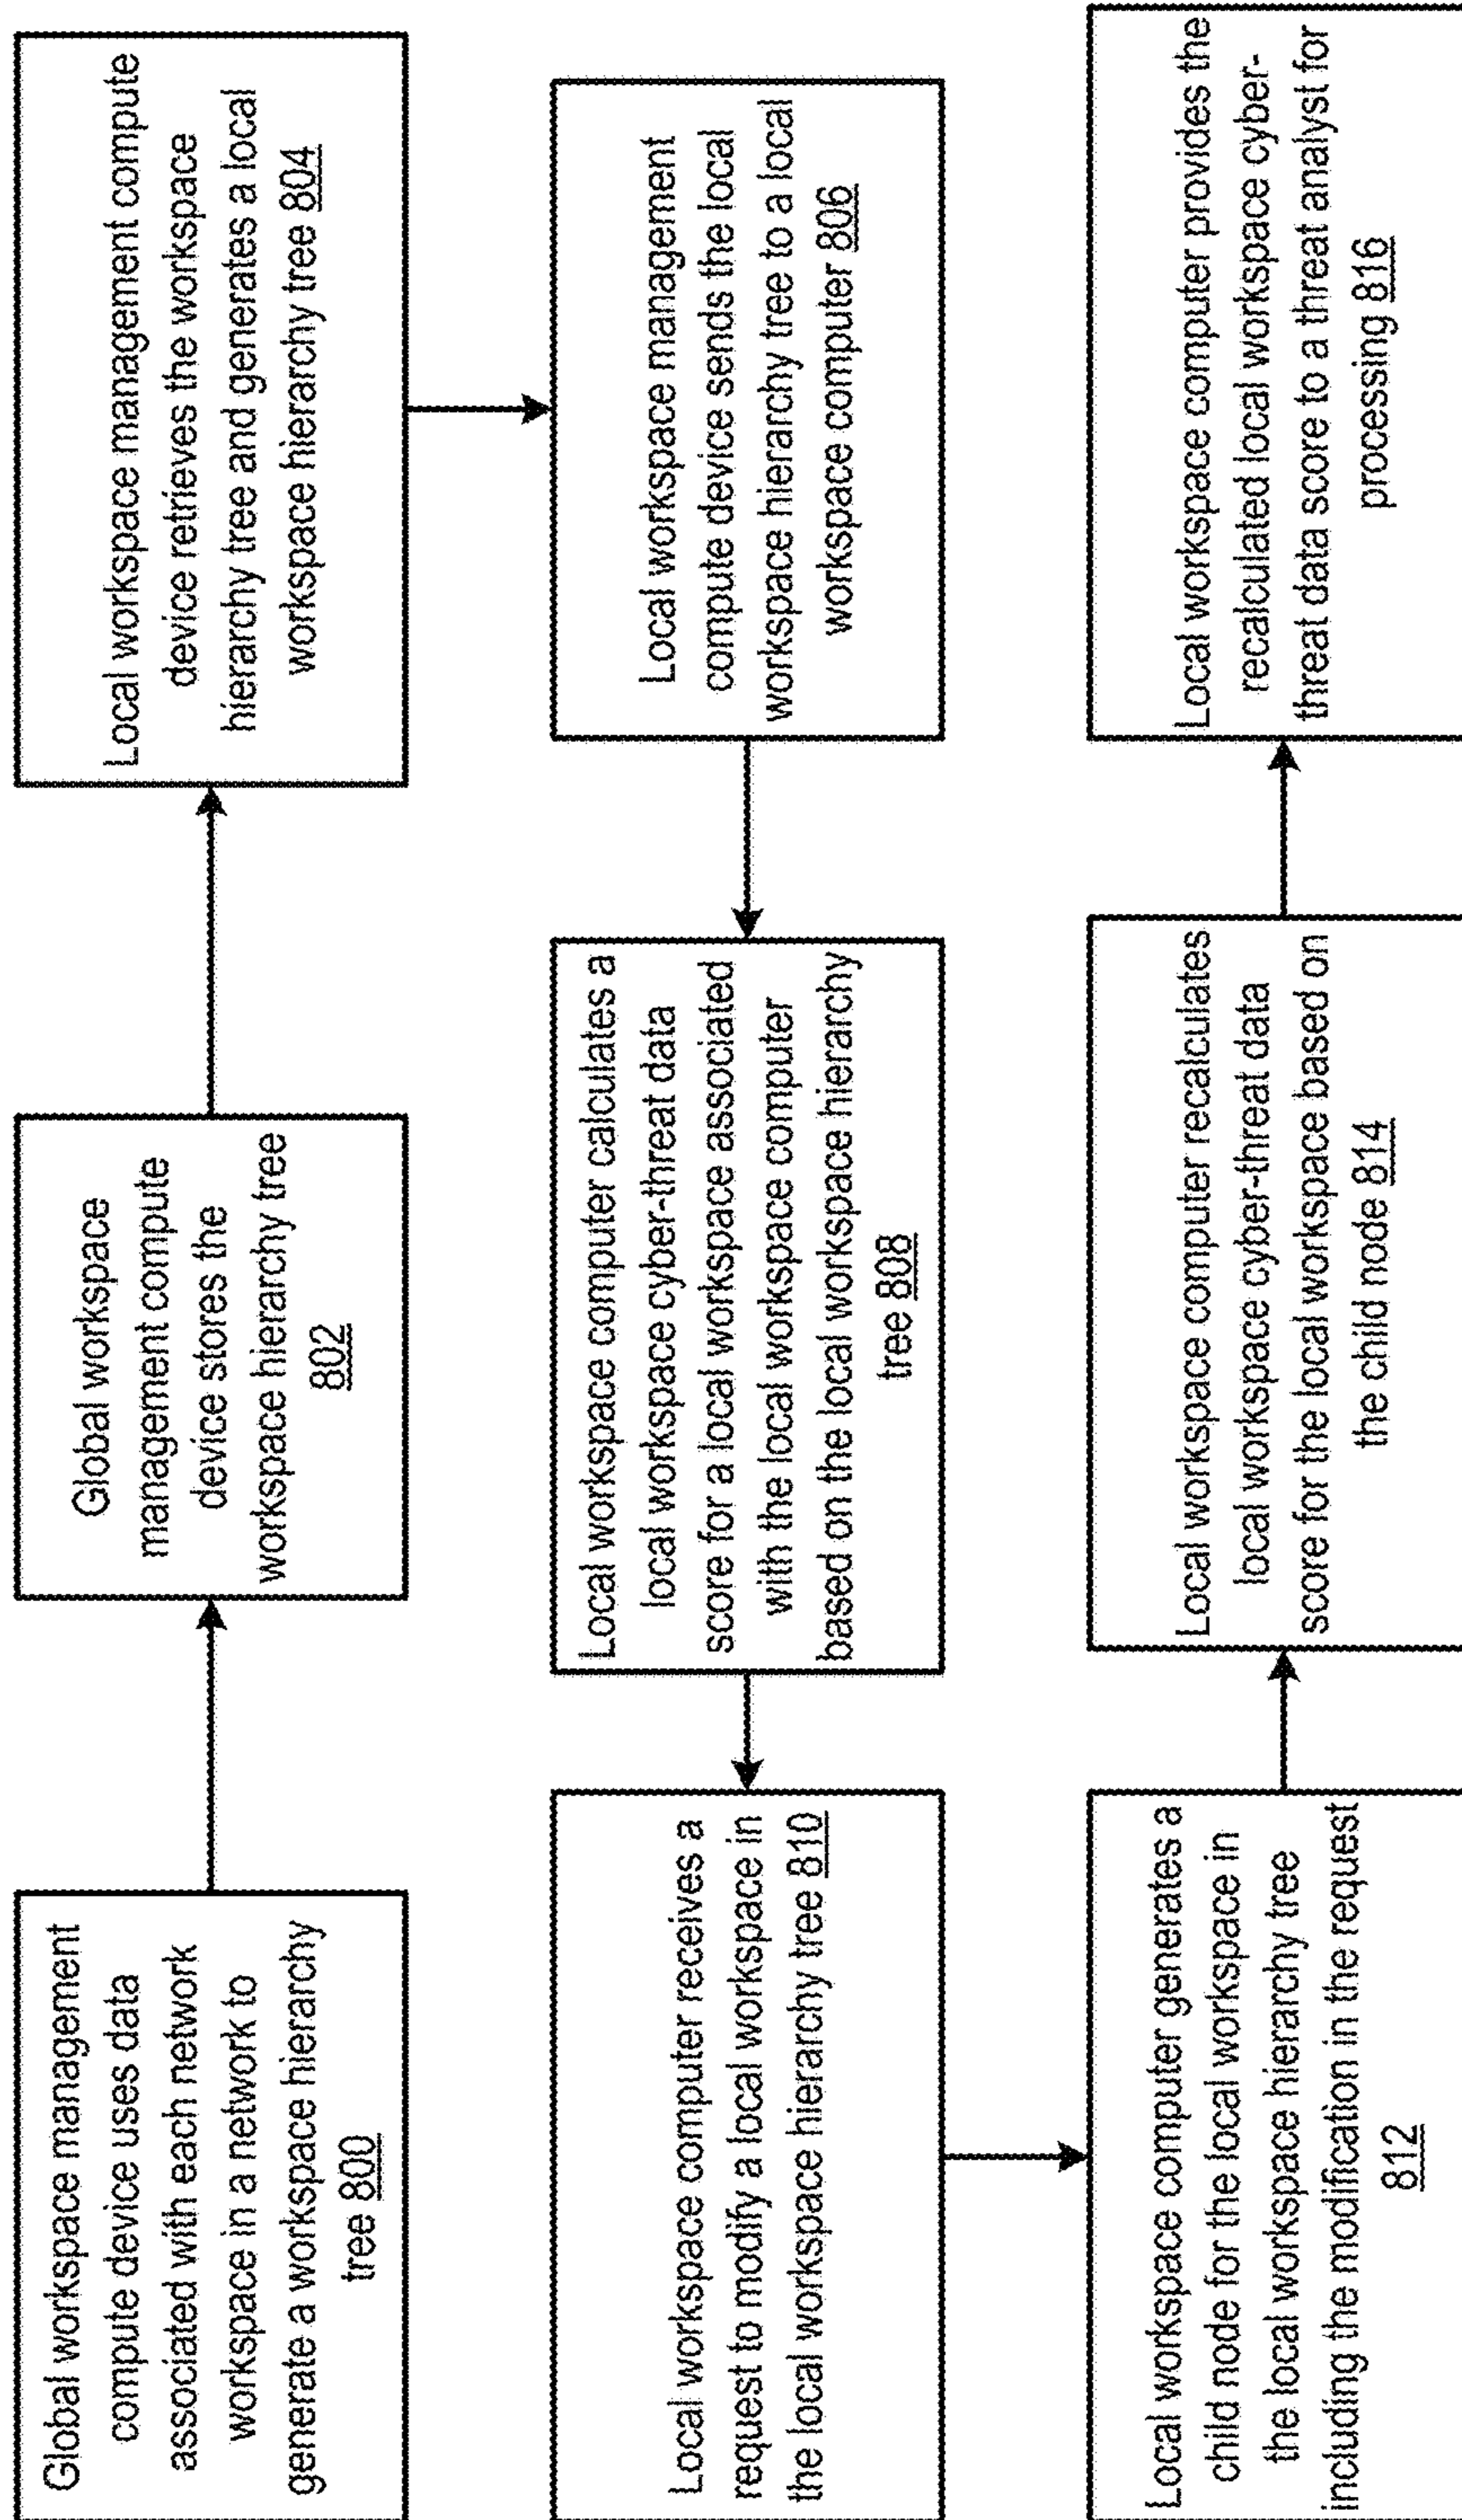 Global workspace management
compute device uses data
associated with each network
workspace in a network to
generate a workspace hierarchy
tree 800
Global workspace
management compute
device stores the
workspace hierarchy tree
802
Local workspace management compute
device retrieves the workspace
hierarchy tree and generates a local
workspace hierarchy tree 804
Local workspace management
compute device sends the local
workspace hierarchy tree to a local
workspace computer 806
Local workspace computer calculates a
local workspace cyber-threat data
score for a local workspace associated
with the local workspace computer
based on the local workspace hierarchy
tree 808
Local workspace computer receives a
request to modify a local workspace in
the local workspace hierarchy tree 810
Local workspace computer generates a
child node for the local workspace in
the local workspace hierarchy tree
including the modification in the request
812
Local workspace computer recalculates
local workspace cyber-threat data
score for the local workspace based on
the child node 814
Local workspace computer provides the
recalculated local workspace cyber-
threat data score to a threat analyst for
processing 816